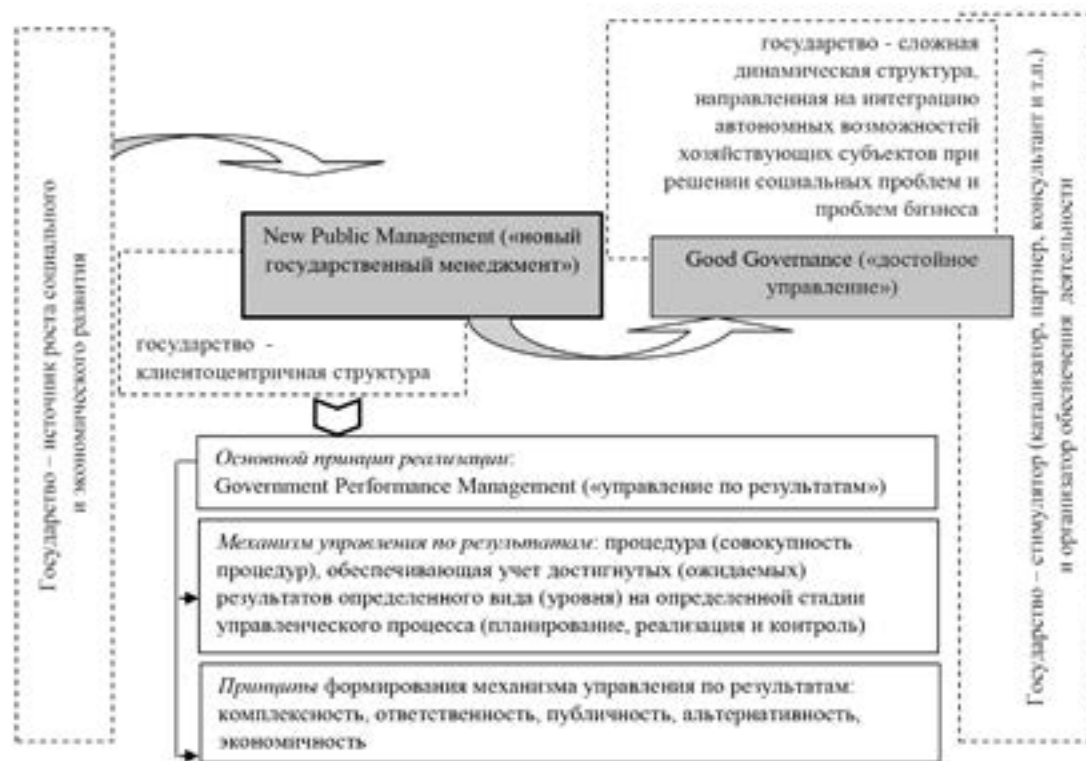 Государство – источник роста социального
и экономического развития
государство - сложная
динамическая структура,
направленная на интеграцию
автономных возможностей
хозяйствующих субъектов при
решении социальных проблем и
проблем бизнеса
New Public Management («новый
государственный менеджмент»)
Good Governance («достойное
управление»)
государство -
клиентоцентричная структура
Основной принцип реализации:
Government Performance Management («управление по результатам»)
Механизм управления по результатам: процедура (совокупность
процедур), обеспечивающая учет достигнутых (ожидаемых)
результатов определенного вида (уровня) на определенной стадии
управленческого процесса (планирование, реализация и контроль)
Принципы формирования механизма управления по результатам:
комплексность, ответственность, публичность, альтернативность,
экономичность
Государство – стимулятор (катализатор, партнер, консультант и т.п.)
и организатор обеспечения деятельности